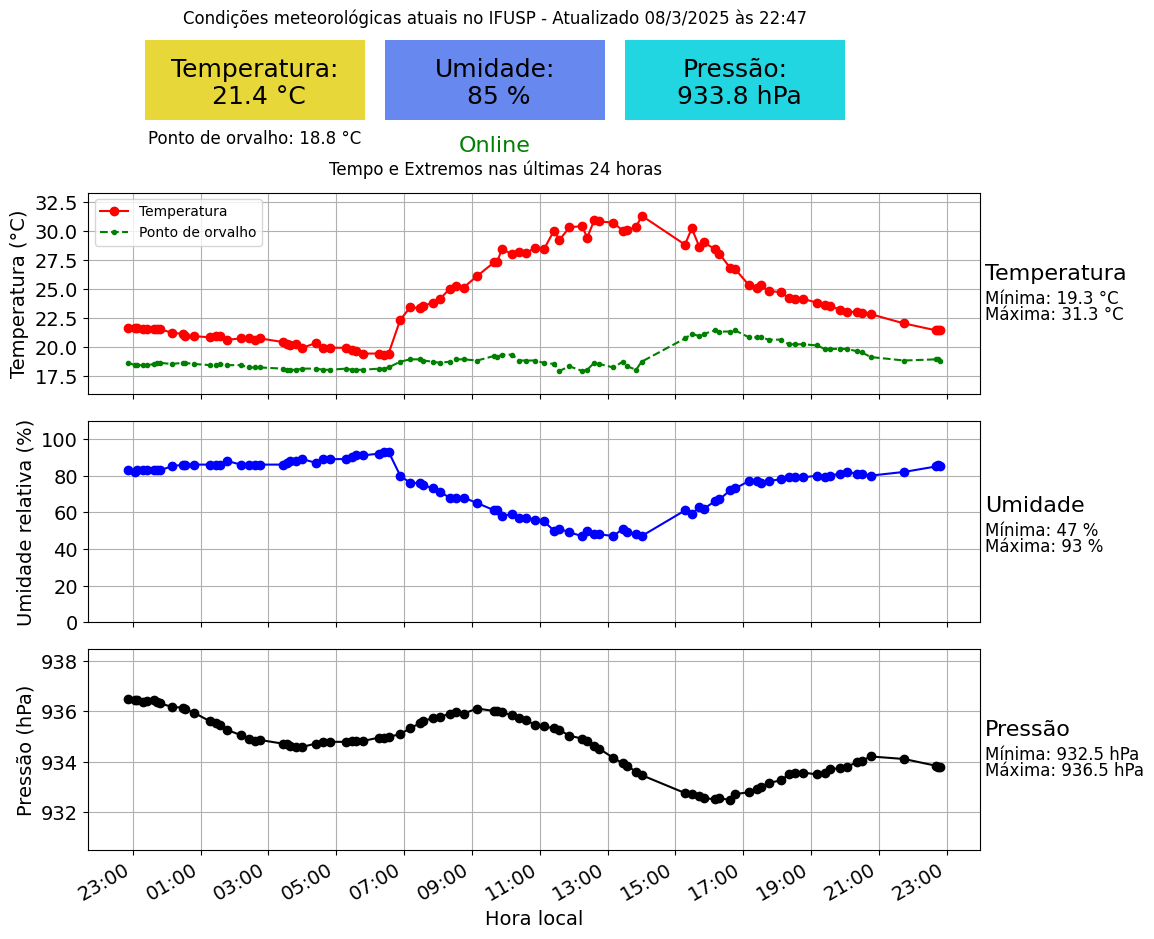 Condições meteorológicas atuais no IFUSP - Atualizado 08/3/2025 às 22:47
Temperatura:
21.4 °C
Umidade:
85 %
Pressão:
933.8 hPa
Ponto de orvalho: 18.8 °C
Online
Tempo e Extremos nas últimas 24 horas
Temperatura (°C)
32.5
30.0
27.5
25.0
22.5
20.0
17.5
Temperatura
Ponto de orvalho
Temperatura
Mínima: 19.3 °C
Máxima: 31.3 °C
Umidade relativa (%)
100
80
60
40
20
0
Umidade
Mínima: 47 %
Máxima: 93 %
Pressão (hPa)
938
936
934
932
Pressão
Mínima: 932.5 hPa
Máxima: 936.5 hPa
23:00 01:00 03:00 05:00 07:00 09:00 11:00 13:00 15:00 17:00 19:00 21:00 23:00
Hora local